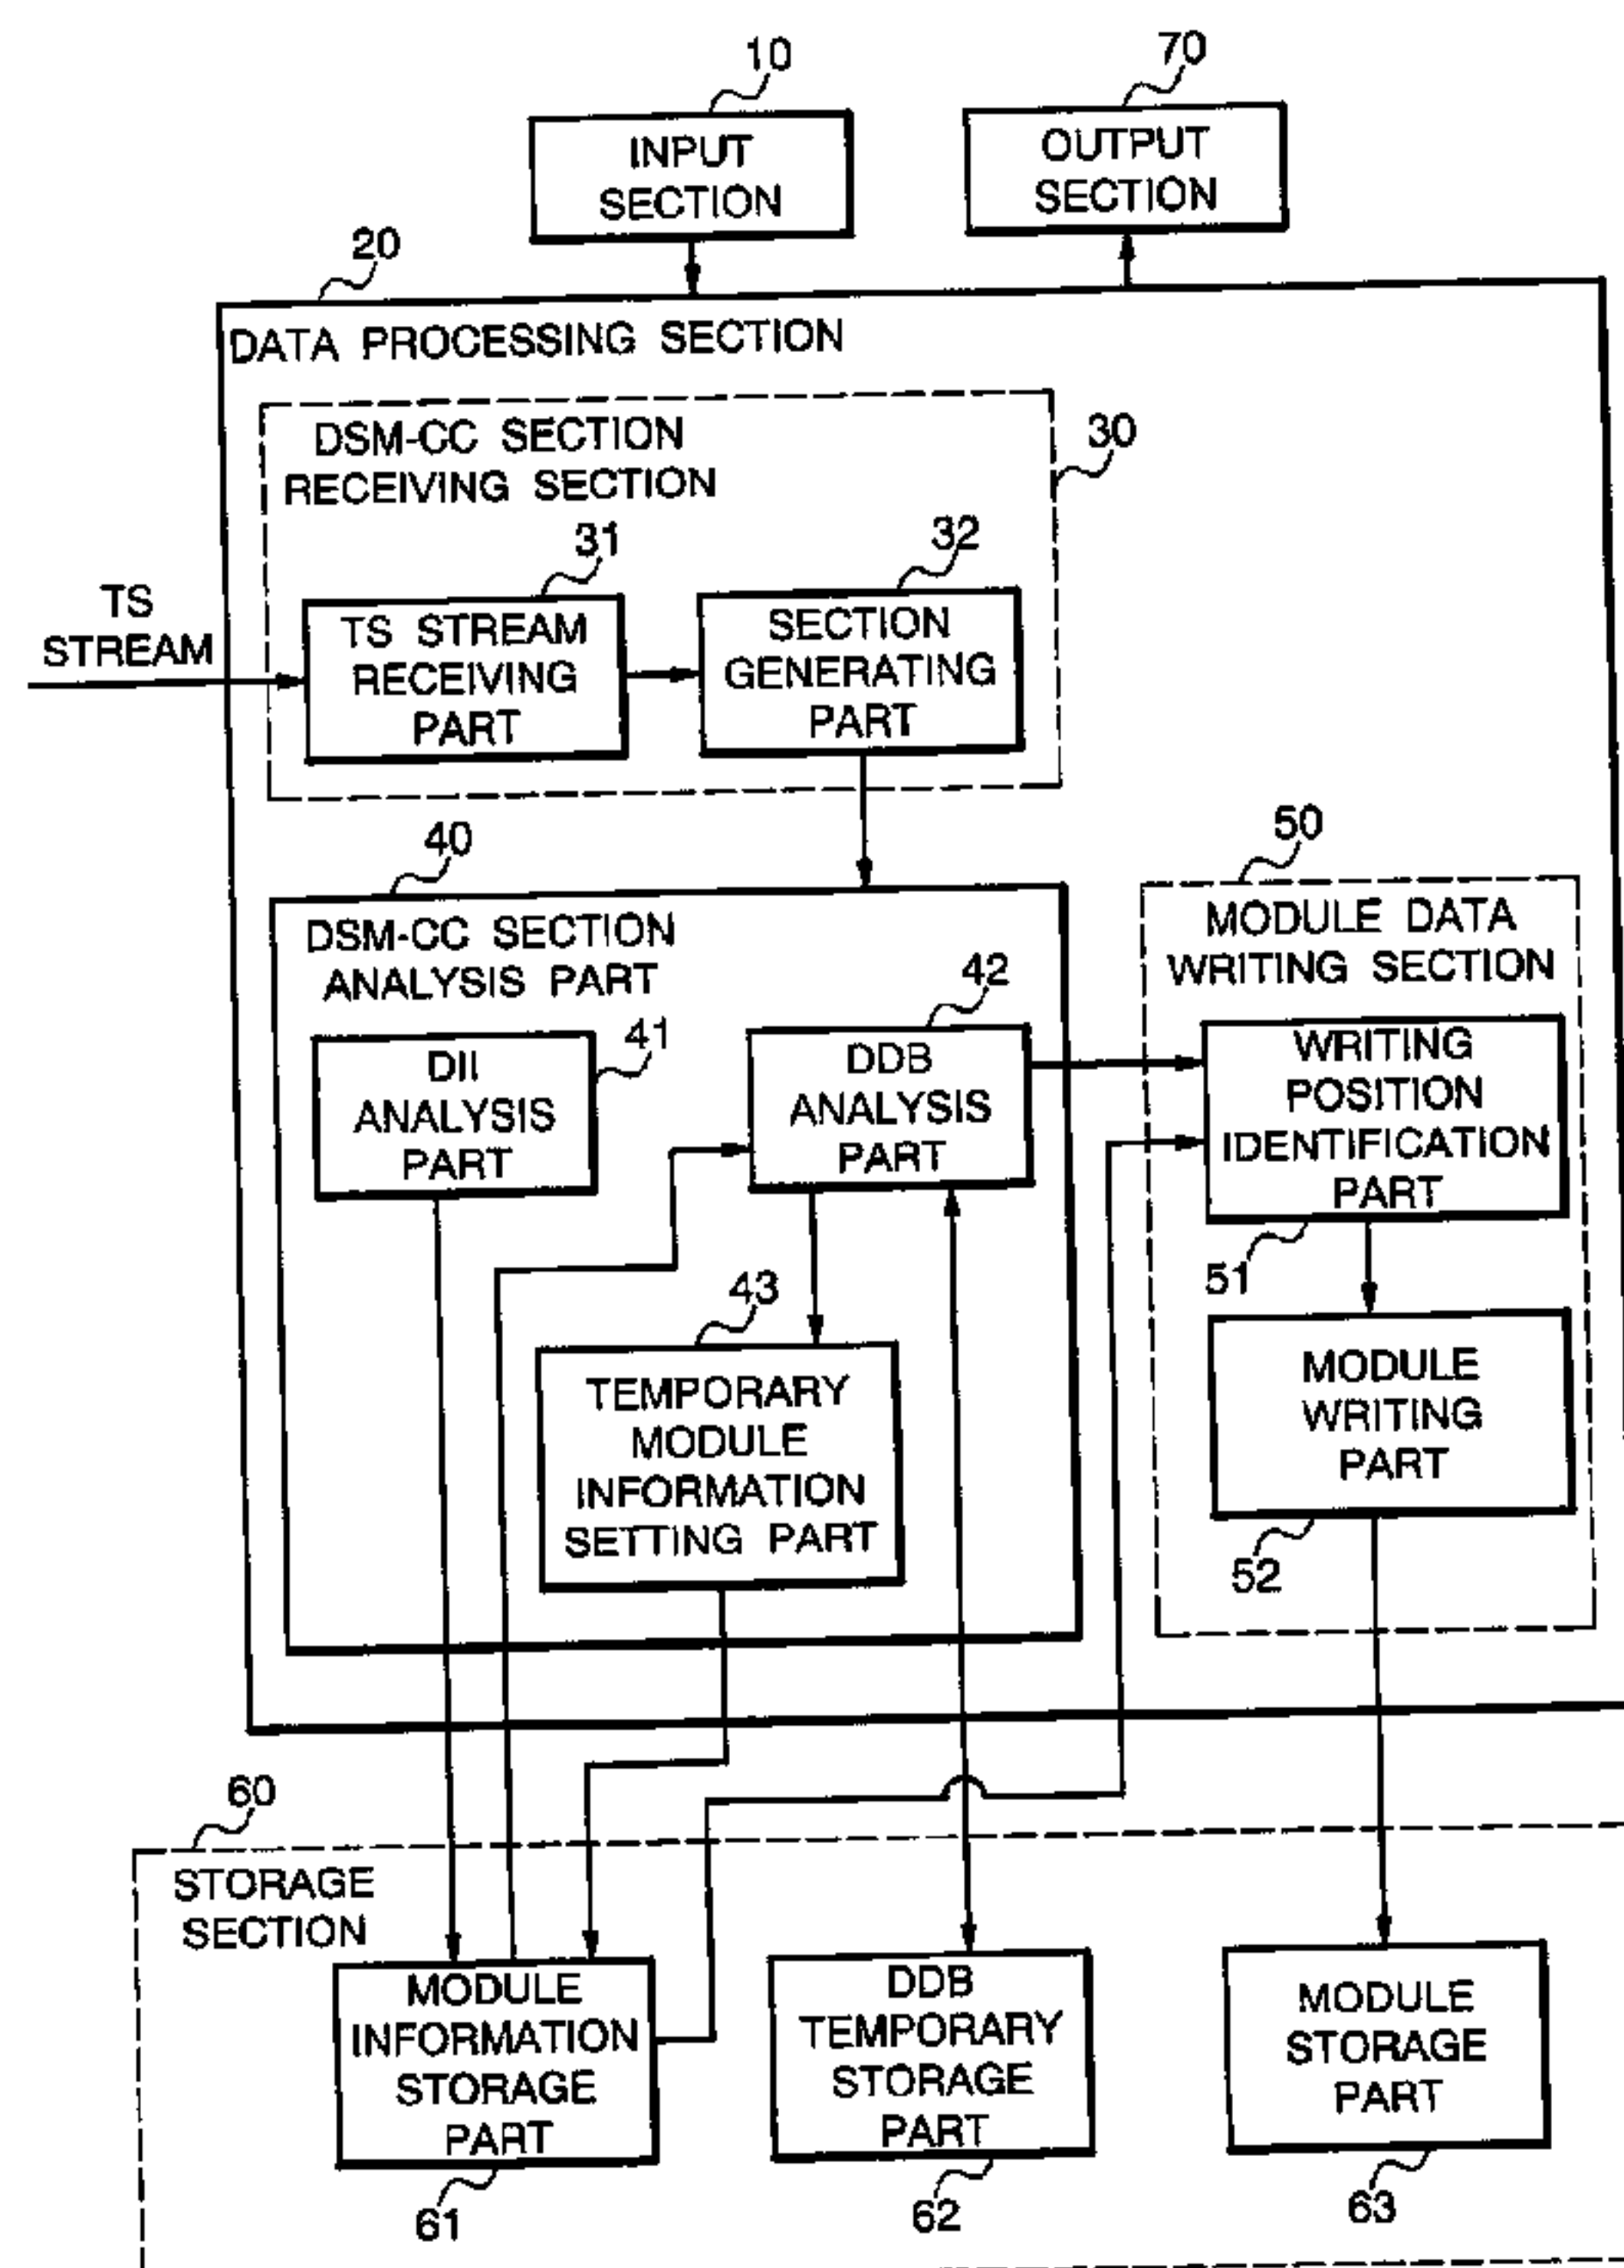 10
70
INPUT
SECTION
OUTPUT
SECTION
20
DATA PROCESSING SECTION
DSM-CC SECTION
RECEIVING SECTION
30
31
32
TS
STREAM
TS STREAM
RECEIVING
PART
SECTION
GENERATING
PART
40
50
DSM-CC SECTION
ANALYSIS PART
MODULE DATA
WRITING SECTION
41
42
DII
ANALYSIS
PART
DDB
ANALYSIS
PART
WRITING
POSITION
IDENTIFICATION
PART
51
43
TEMPORARY
MODULE
INFORMATION
SETTING PART
MODULE
WRITING
PART
52
60
STORAGE
SECTION
MODULE
INFORMATION
STORAGE
PART
DDB
TEMPORARY
STORAGE
PART
MODULE
STORAGE
PART
61
62
63